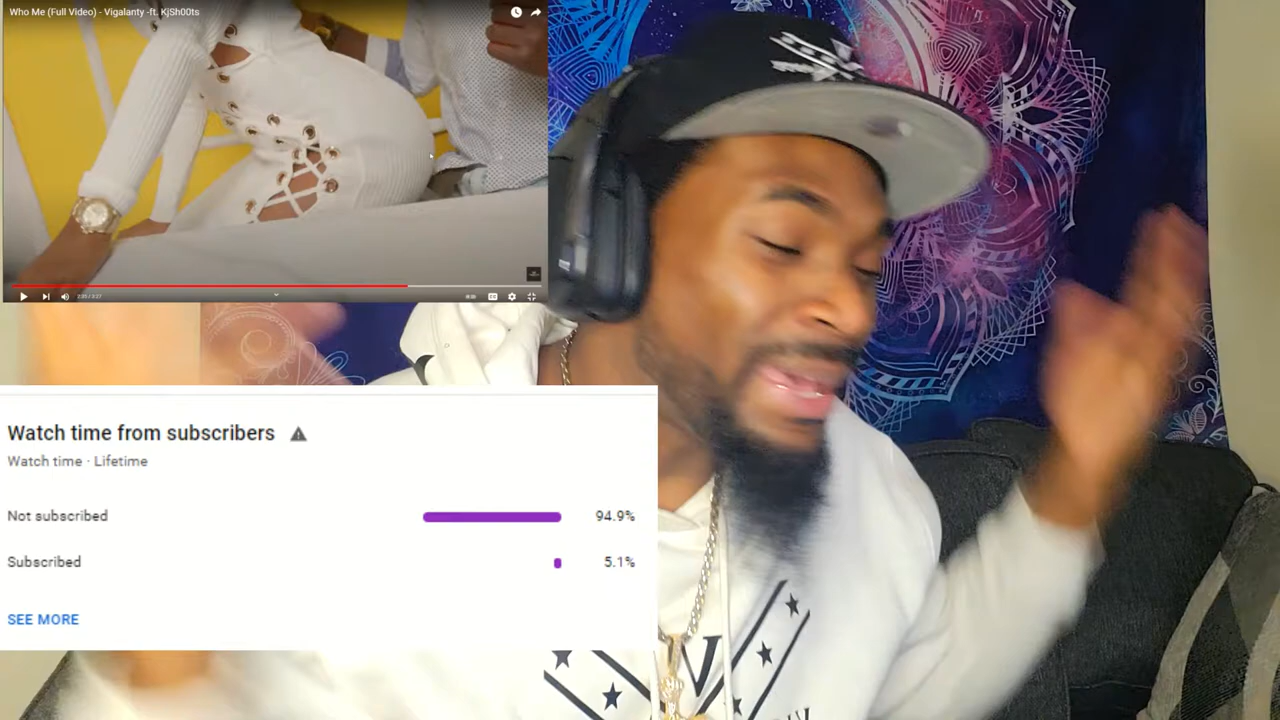 Who Me (Full Video) - Vigalanty -ft. KjSh00ts
Watch time from subscribers
Watch time · Lifetime
Not subscribed 94.9%
Subscribed 5.1%
SEE MORE
V